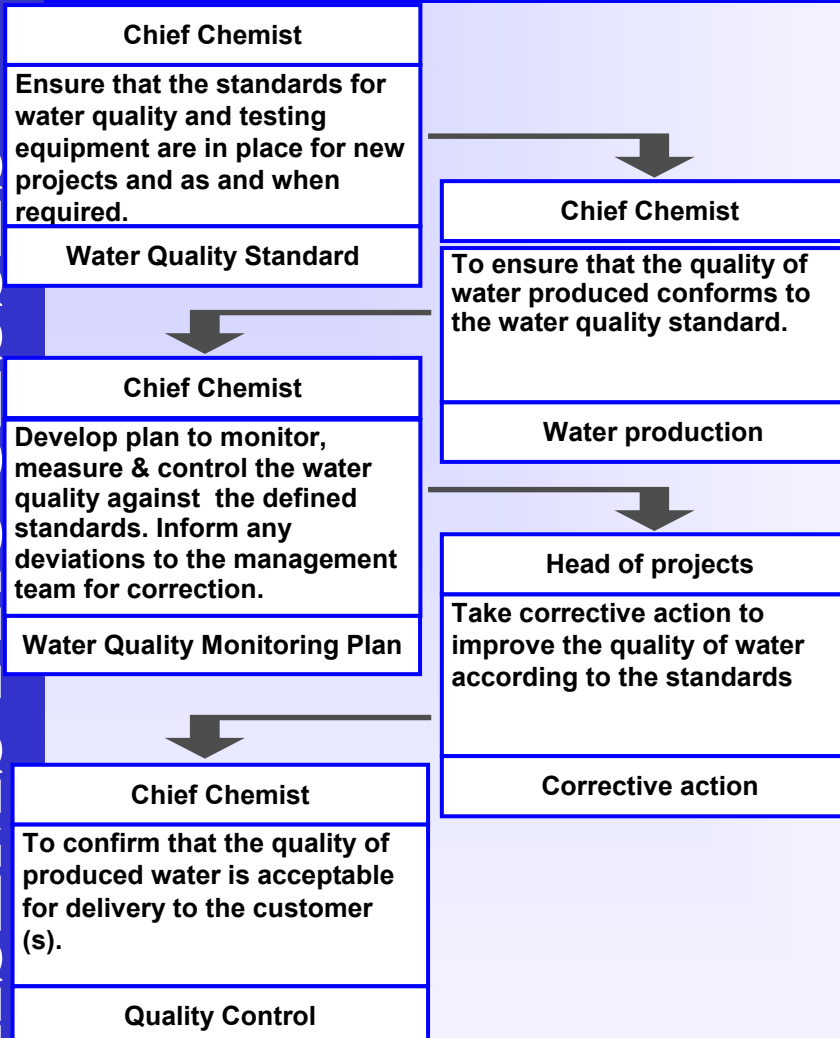 Chief Chemist
Ensure that the standards for
water quality and testing
equipment are in place for new
projects and as and when
required.
Water Quality Standard
Chief Chemist
To ensure that the quality of
water produced conforms to
the water quality standard.
Water production
Chief Chemist
Develop plan to monitor,
measure & control the water
quality against the defined
standards. Inform any
deviations to the management
team for correction.
Water Quality Monitoring Plan
Head of projects
Take corrective action to
improve the quality of water
according to the standards
Corrective action
Chief Chemist
To confirm that the quality of
produced water is acceptable
for delivery to the customer
(s).
Quality Control